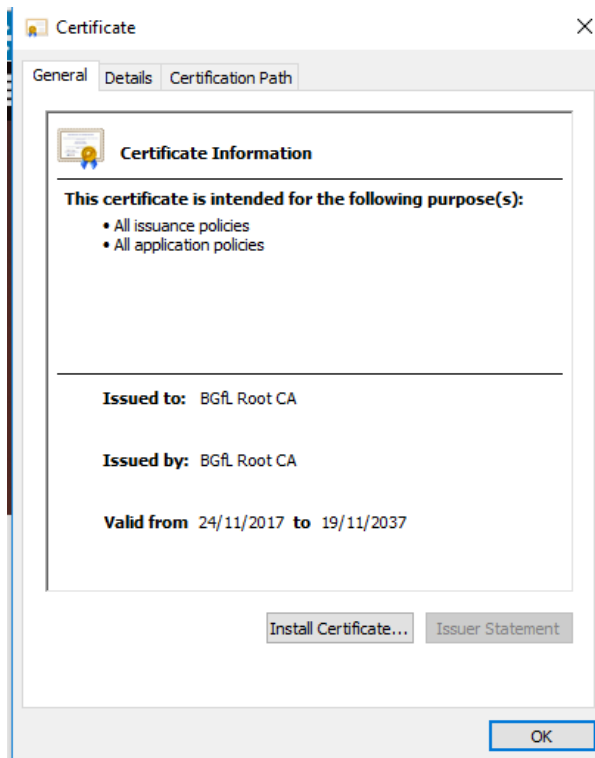 Certificate
General Details Certification Path
Certificate Information
This certificate is intended for the following purpose(s):
• All issuance policies
• All application policies
Issued to: BGfL Root CA
Issued by: BGfL Root CA
Valid from 24/11/2017 to 19/11/2037
Install Certificate... Issuer Statement
OK